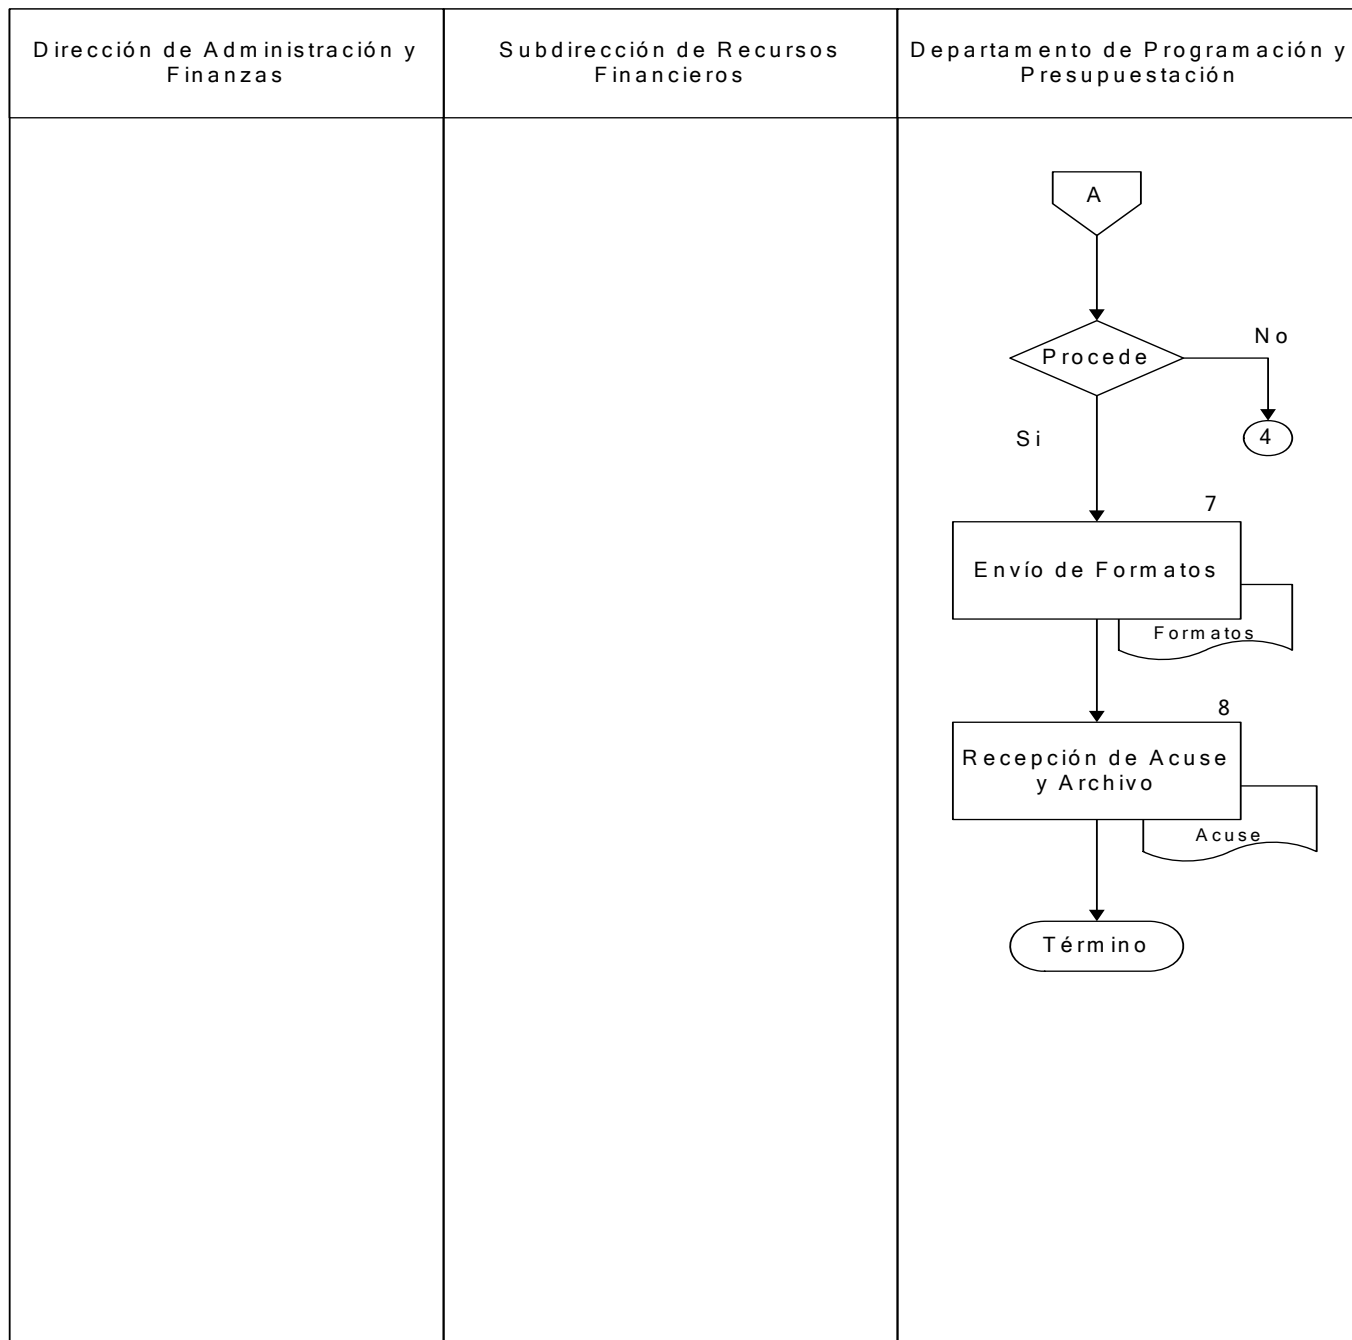 Dirección de Administración y
Finanzas
Subdirección de Recursos
Financieros
Departamento de Programación y
Presupuestación
A
Procede
No
4
Si
7
Envío de Formatos
Formatos
8
Recepción de Acuse
y Archivo
Acuse
Término